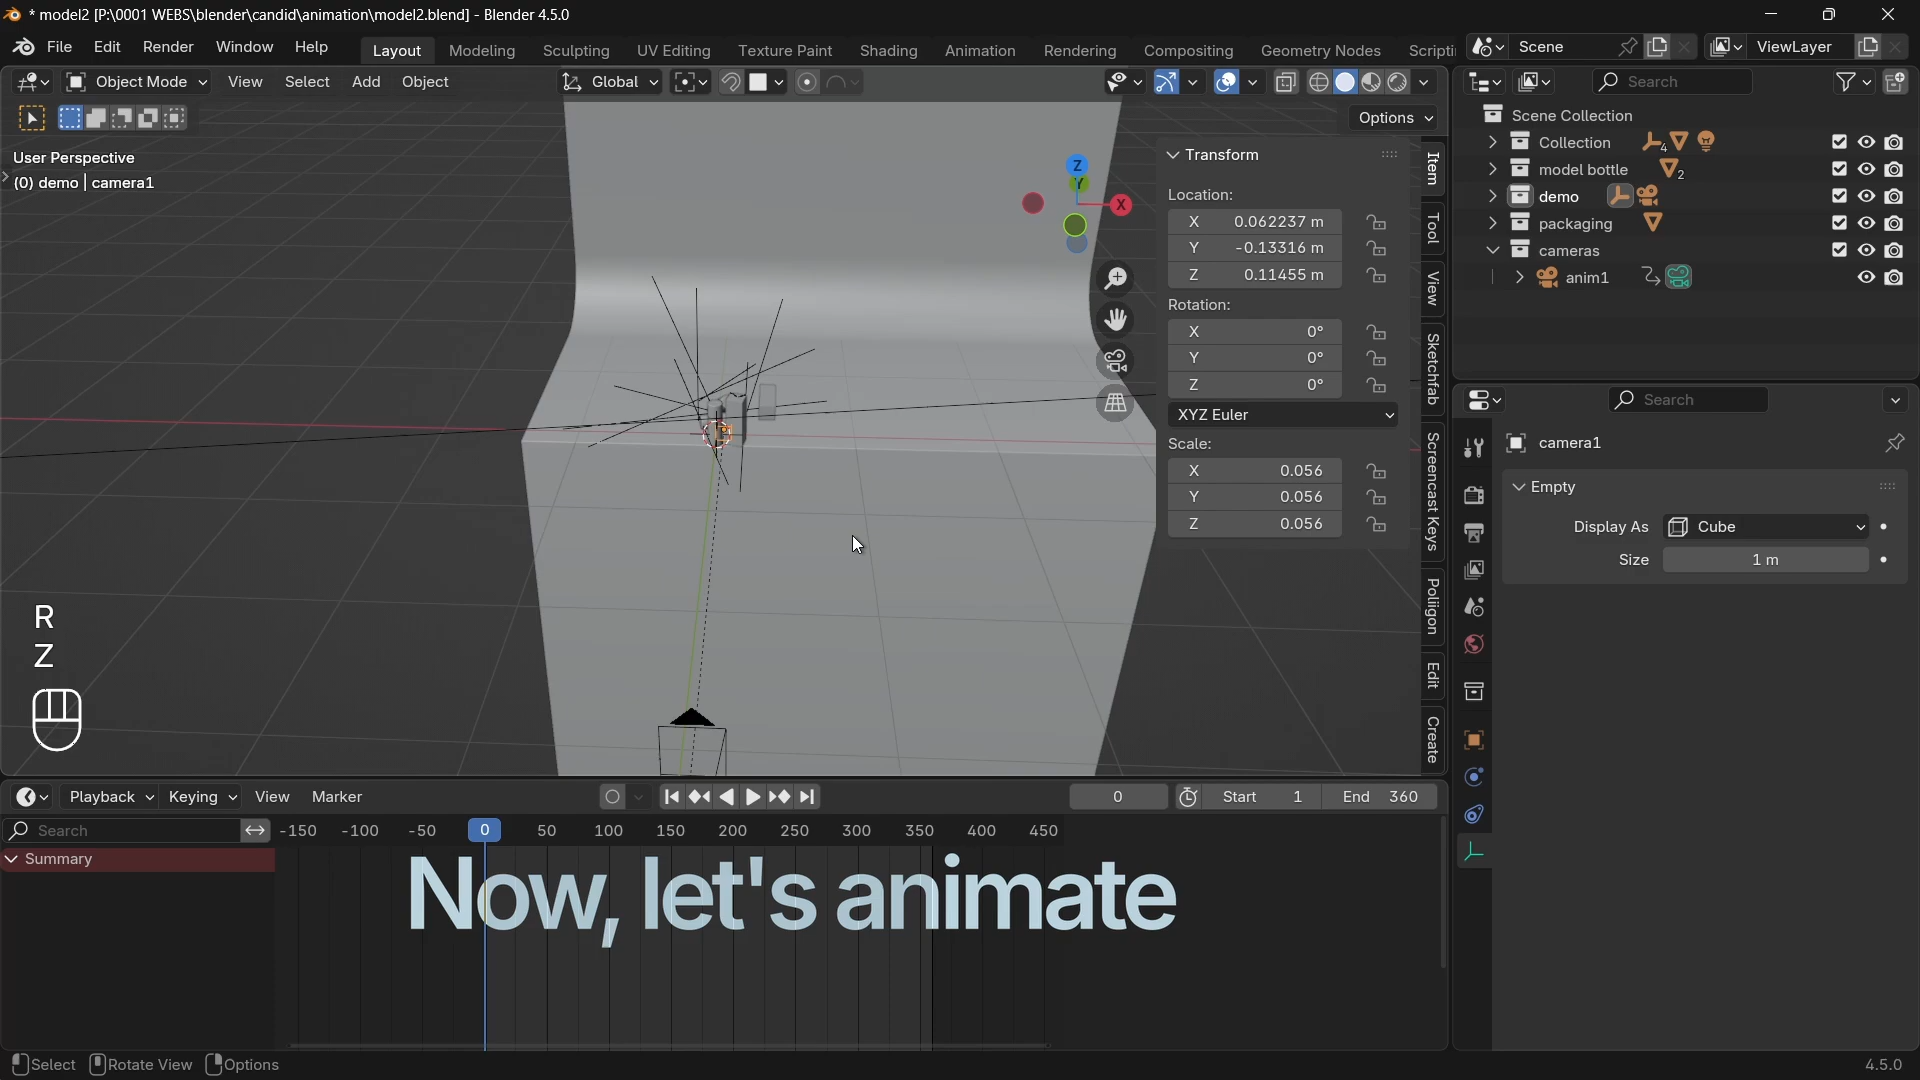 * model2 [P:\0001 WEBS\blender\candid\animation\model2.blend] - Blender 4.5.0
File Edit Render Window Help Layout Modeling Sculpting UV Editing Texture Paint Shading Animation Rendering Compositing Geometry Nodes Scripti Scene ViewLayer
Object Mode View Select Add Object Global Search
Options
User Perspective
(0) demo | camera1
Z
Y
X
Transform
Location:
X 0.062237 m
Y -0.13316 m
Z 0.11455 m
Rotation:
X 0°
Y 0°
Z 0°
XYZ Euler
Scale:
X 0.056
Y 0.056
Z 0.056
Item
Tool
View
Sketchfab
Screencast Keys
Poliigon
Edit
Create
Scene Collection
Collection 4
model bottle 2
demo
packaging
cameras
anim1
Search
camera1
Empty
Display As Cube
Size 1 m
R
Z
Playback Keying View Marker 0 Start 1 End 360
Search -150 -100 -50 0 50 100 150 200 250 300 350 400 450
Summary
Now, let's animate
Select Rotate View Options 4.5.0